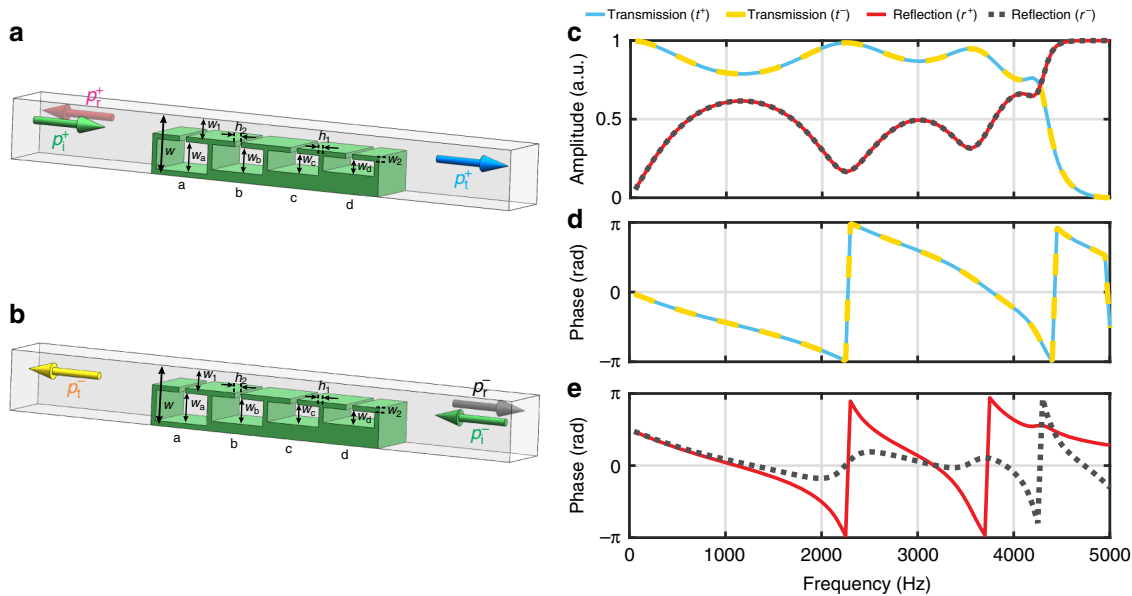 a
p_r^+
p_i^+
w
w_1
h_2
h_1
w_a
w_b
w_c
w_d
w_2
p_t^+
a b c d
b
p_t^-
w
w_1
h_2
h_1
w_a
w_b
w_c
w_d
w_2
p_r^-
p_i^-
a b c d
Transmission (t^+) Transmission (t^-) Reflection (r^+) Reflection (r^-)
c
Amplitude (a.u.)
1
0.5
0
d
Phase (rad)
π
0
−π
e
Phase (rad)
π
0
−π
0 1000 2000 3000 4000 5000
Frequency (Hz)